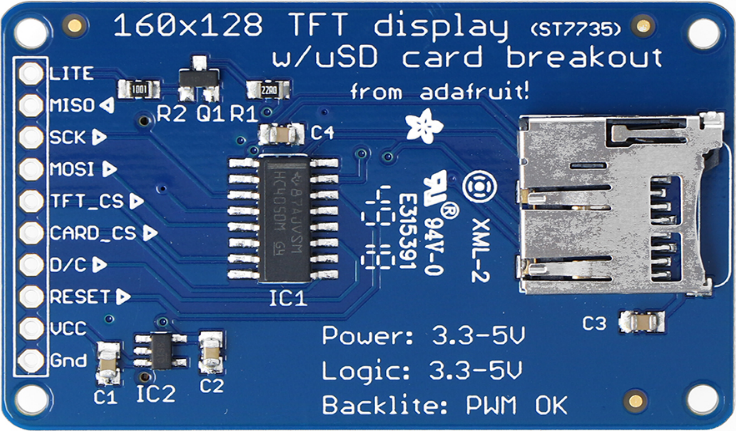 160x128 TFT display (ST7735)
w/uSD card breakout
from adafruit!
LITE
MISO
SCK
MOSI
TFT_CS
CARD_CS
D/C
RESET
VCC
Gnd
1001
R2 Q1 R1
22R0
C4
HC4050M
IC1
E315391
94V-0
XML-2
C1
IC2
C2
C3
Power: 3.3-5V
Logic: 3.3-5V
Backlite: PWM OK